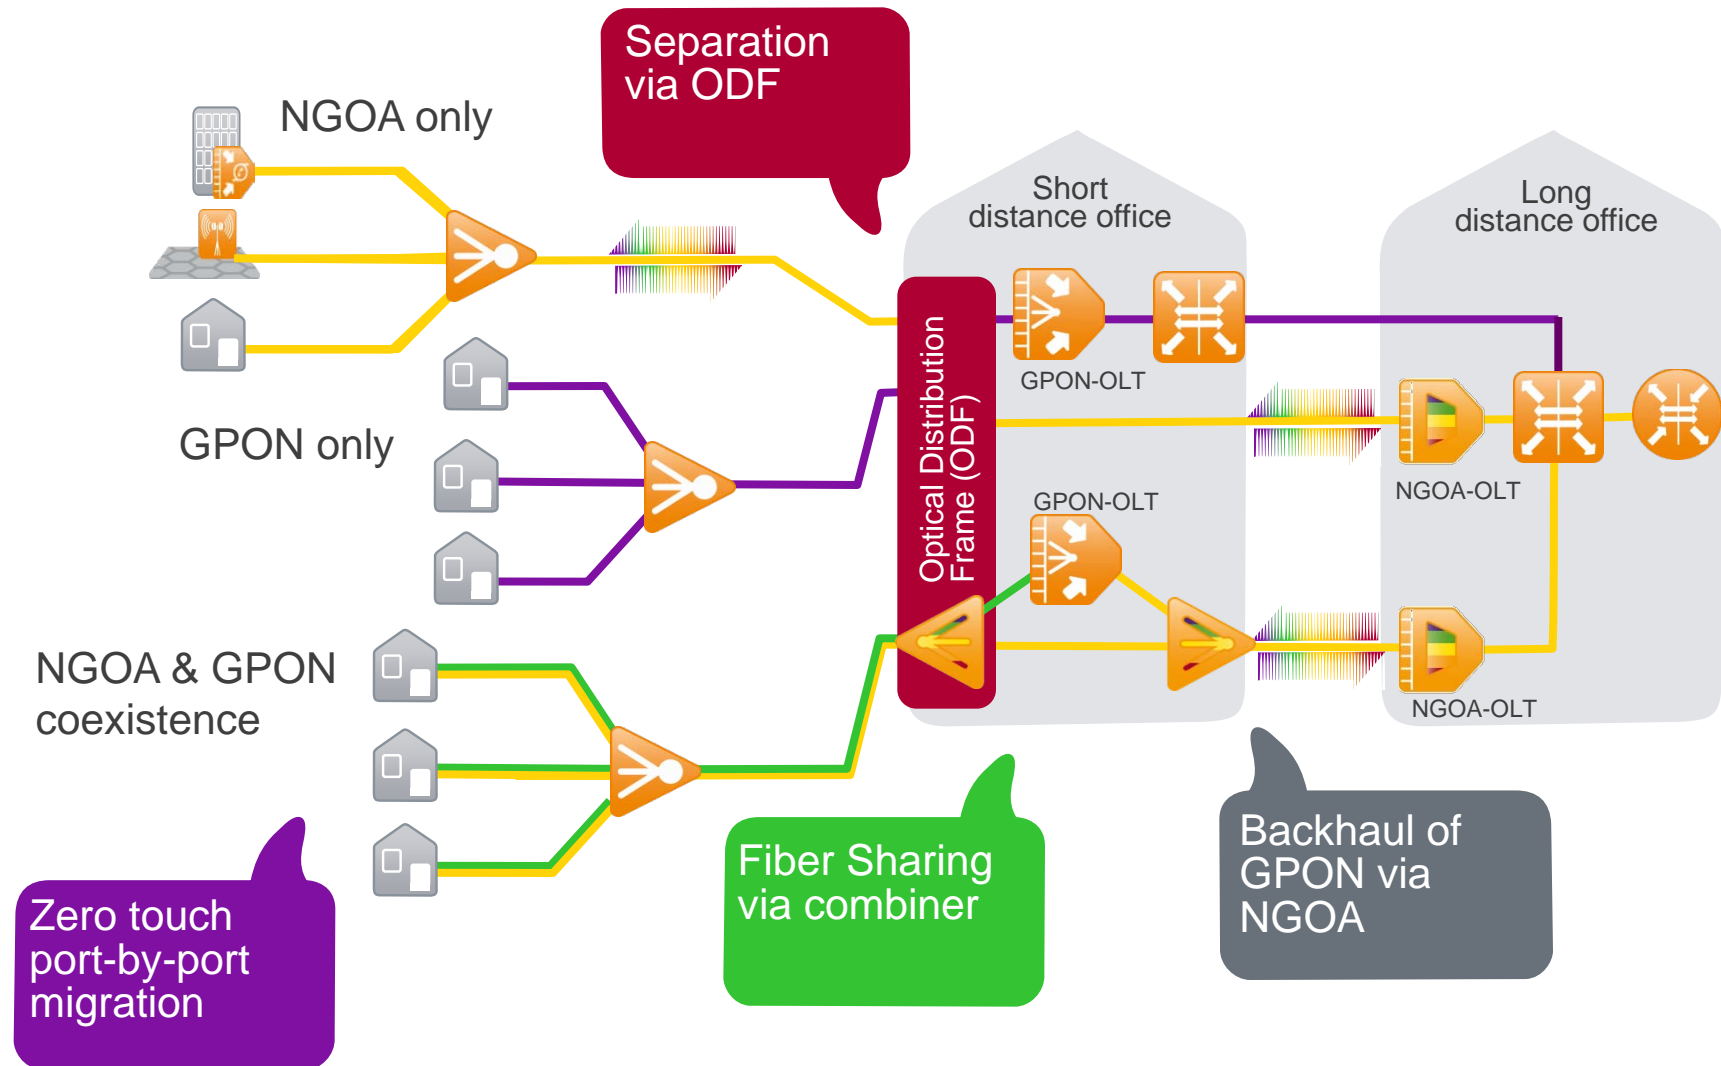 Separation
via ODF
NGOA only
Short
distance office
Long
distance office
GPON-OLT
GPON only
Optical Distribution
Frame (ODF)
NGOA-OLT
GPON-OLT
NGOA & GPON
coexistence
NGOA-OLT
Fiber Sharing
via combiner
Backhaul of
GPON via
NGOA
Zero touch
port-by-port
migration